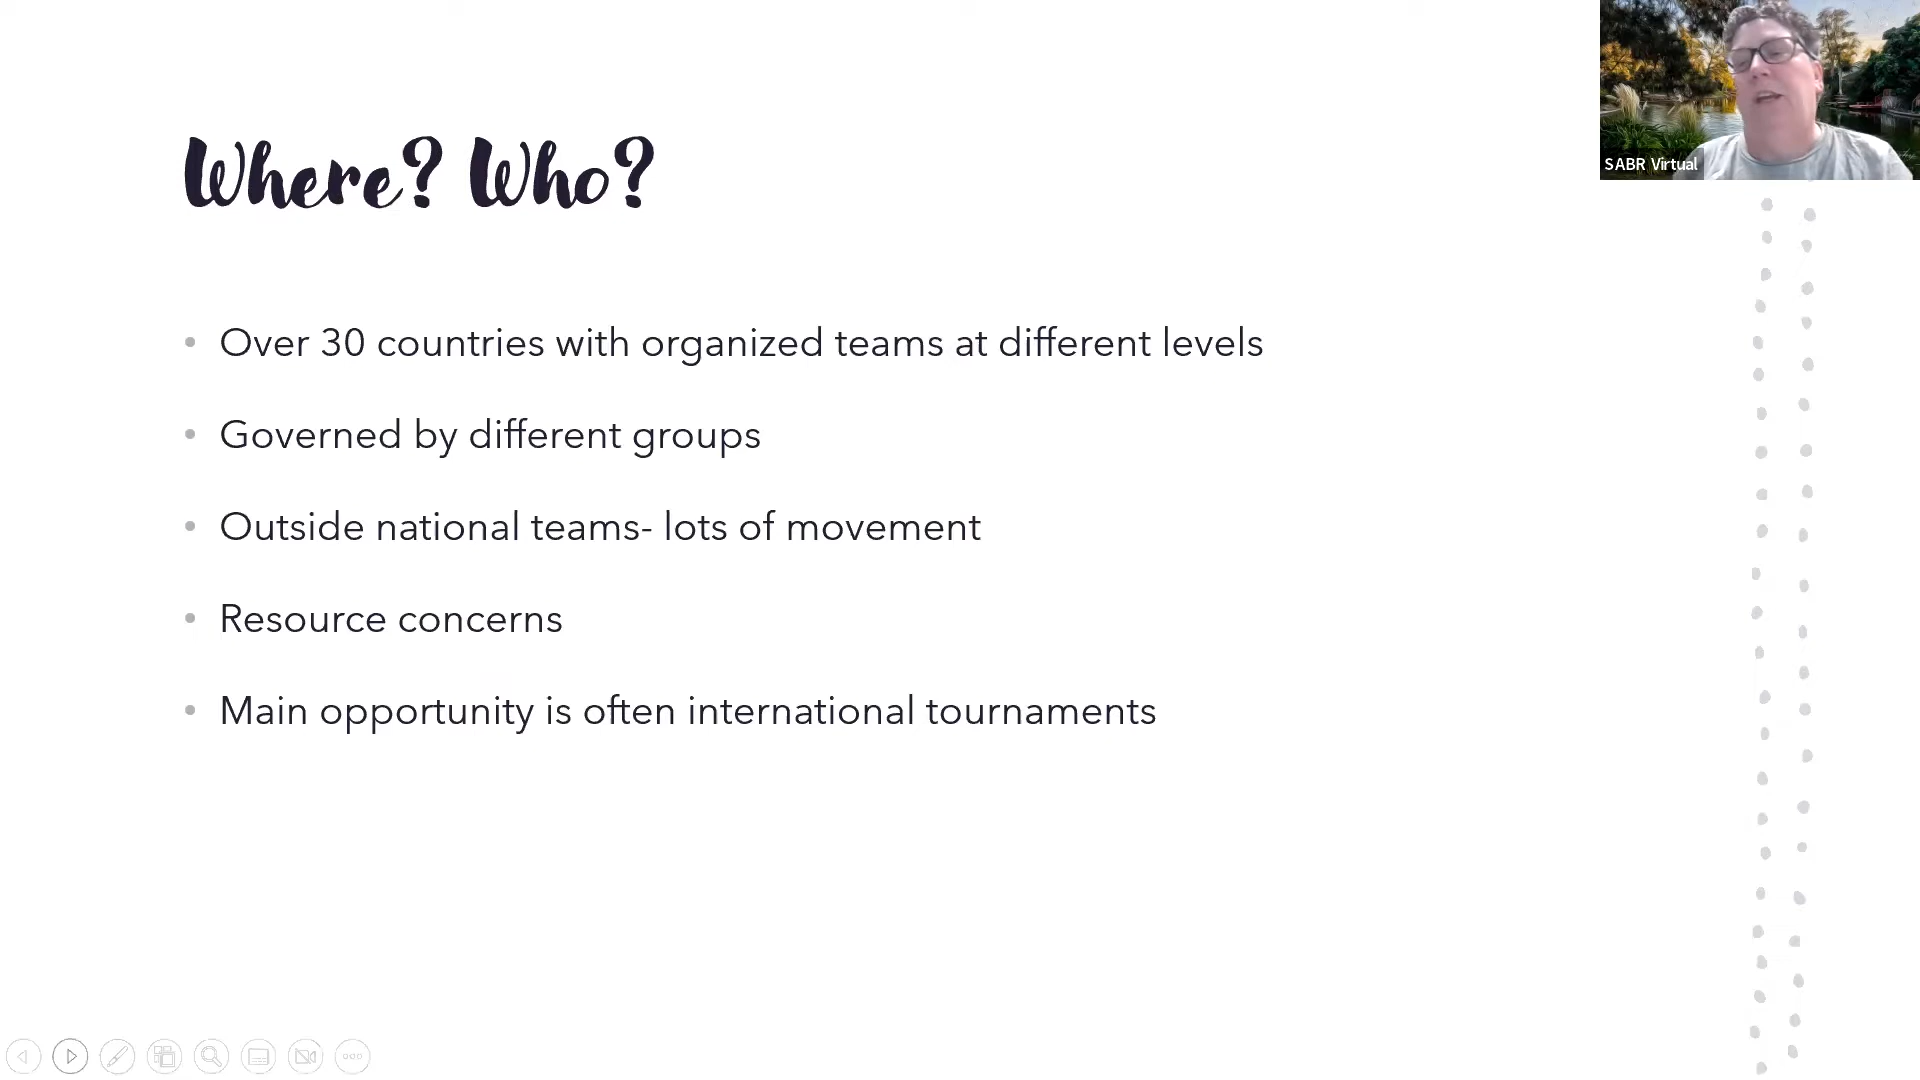 Where? Who?
SABR Virtual
• Over 30 countries with organized teams at different levels
• Governed by different groups
• Outside national teams- lots of movement
• Resource concerns
• Main opportunity is often international tournaments